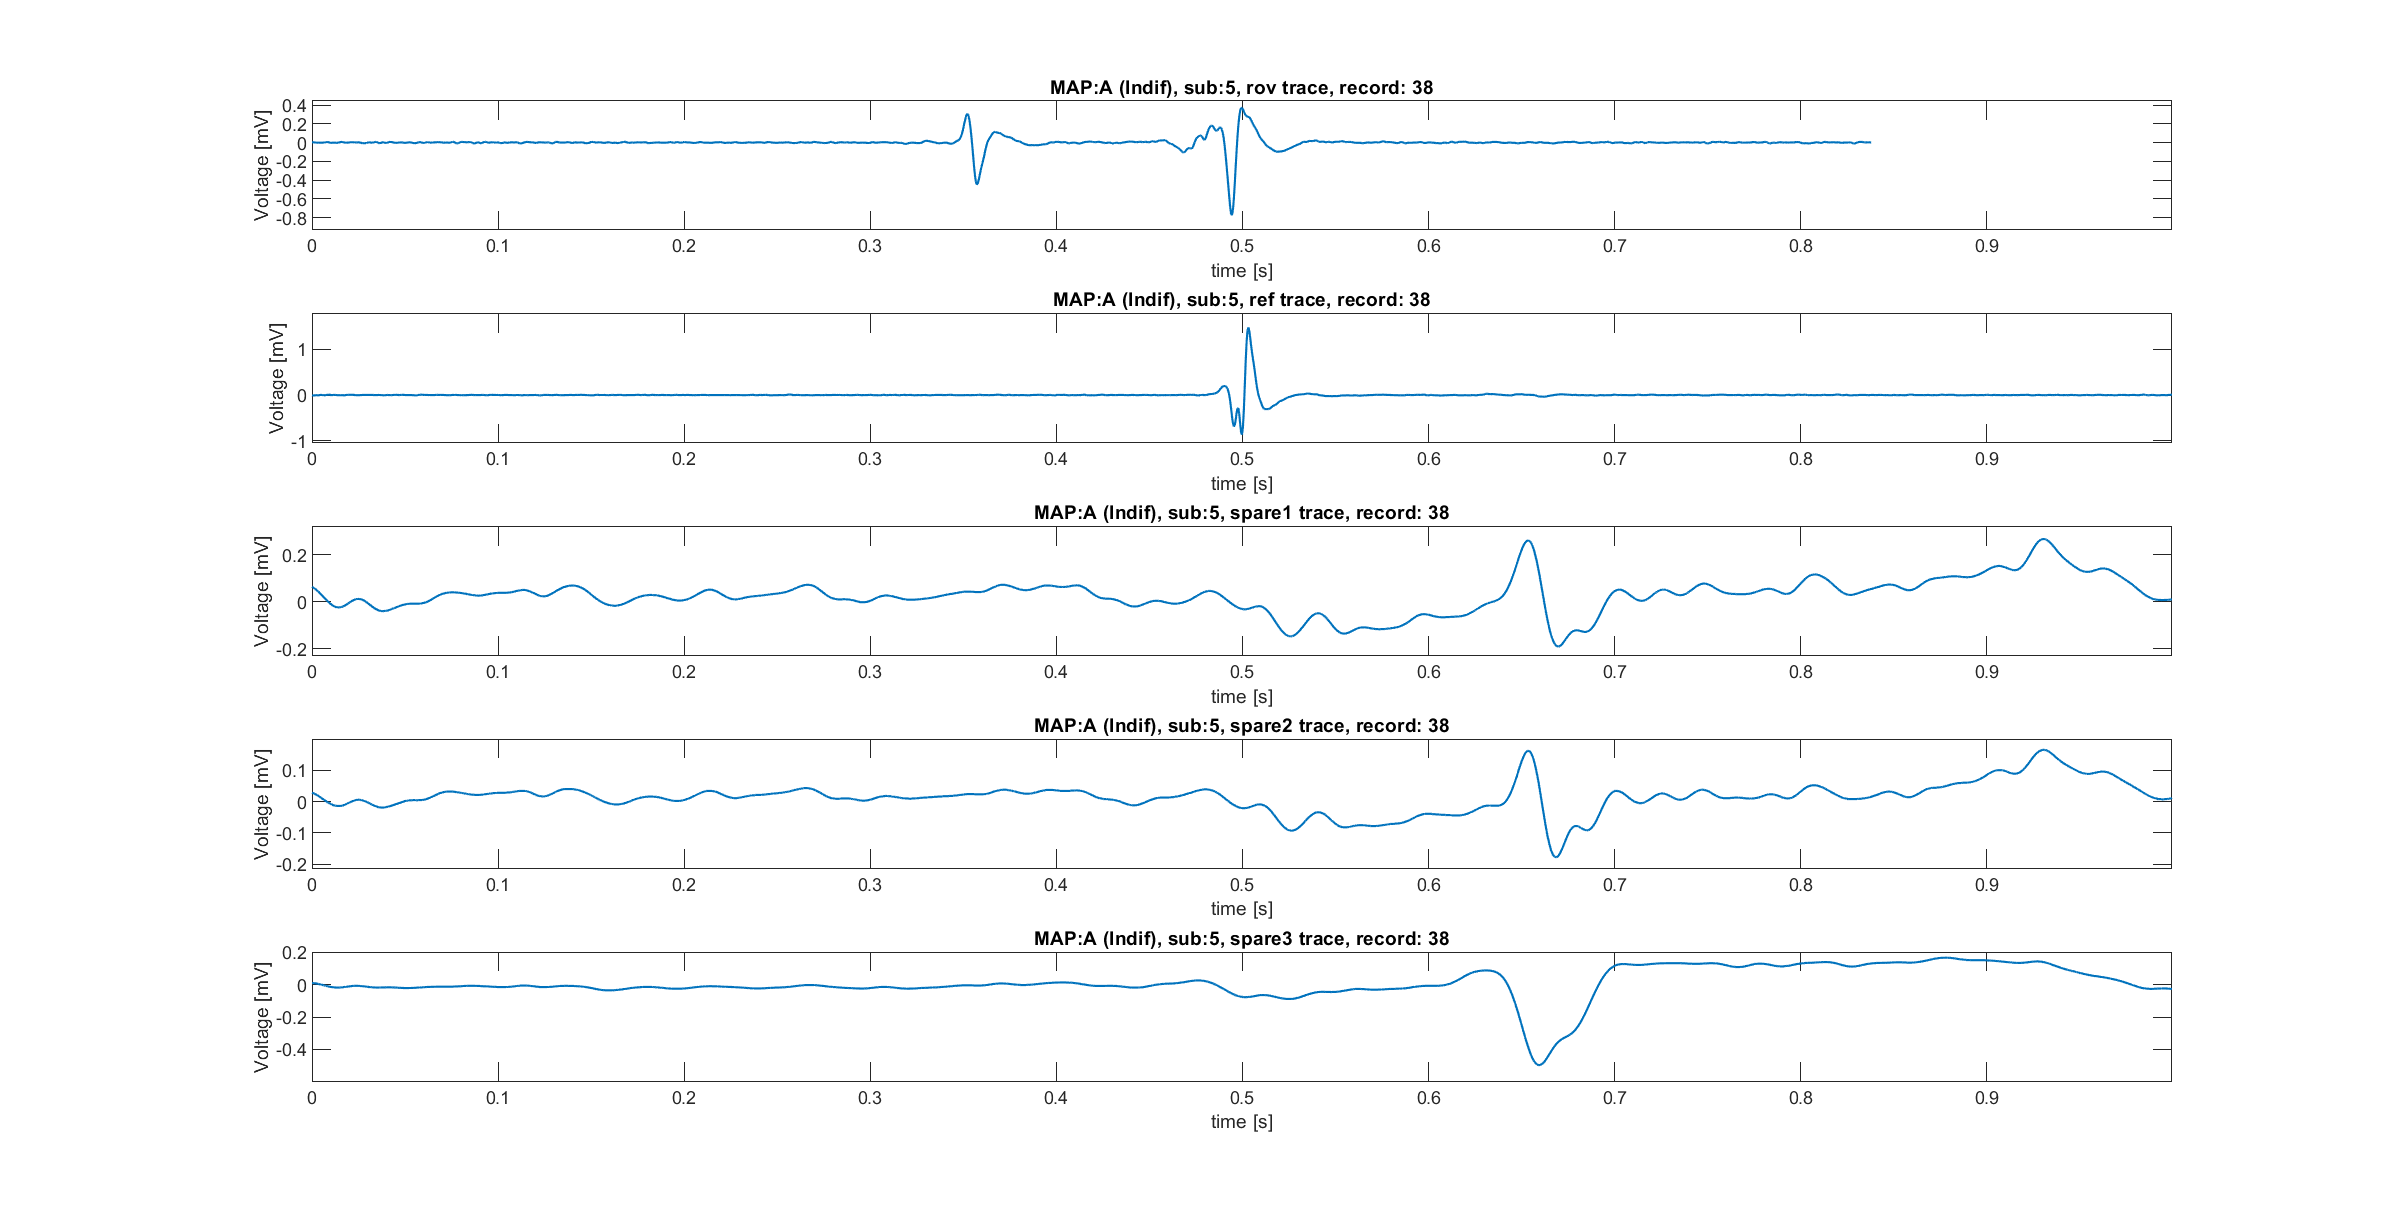 MAP:A (Indif), sub:5, rov trace, record: 38
Voltage [mV]
0.4
0.2
0
-0.2
-0.4
-0.6
-0.8
0 0.1 0.2 0.3 0.4 0.5 0.6 0.7 0.8 0.9
time [s]
MAP:A (Indif), sub:5, ref trace, record: 38
Voltage [mV]
1
0
-1
0 0.1 0.2 0.3 0.4 0.5 0.6 0.7 0.8 0.9
time [s]
MAP:A (Indif), sub:5, spare1 trace, record: 38
Voltage [mV]
0.2
0
-0.2
0 0.1 0.2 0.3 0.4 0.5 0.6 0.7 0.8 0.9
time [s]
MAP:A (Indif), sub:5, spare2 trace, record: 38
Voltage [mV]
0.1
0
-0.1
-0.2
0 0.1 0.2 0.3 0.4 0.5 0.6 0.7 0.8 0.9
time [s]
MAP:A (Indif), sub:5, spare3 trace, record: 38
Voltage [mV]
0.2
0
-0.2
-0.4
0 0.1 0.2 0.3 0.4 0.5 0.6 0.7 0.8 0.9
time [s]